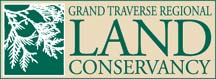 GRAND TRAVERSE REGIONAL
LAND
CONSERVANCY